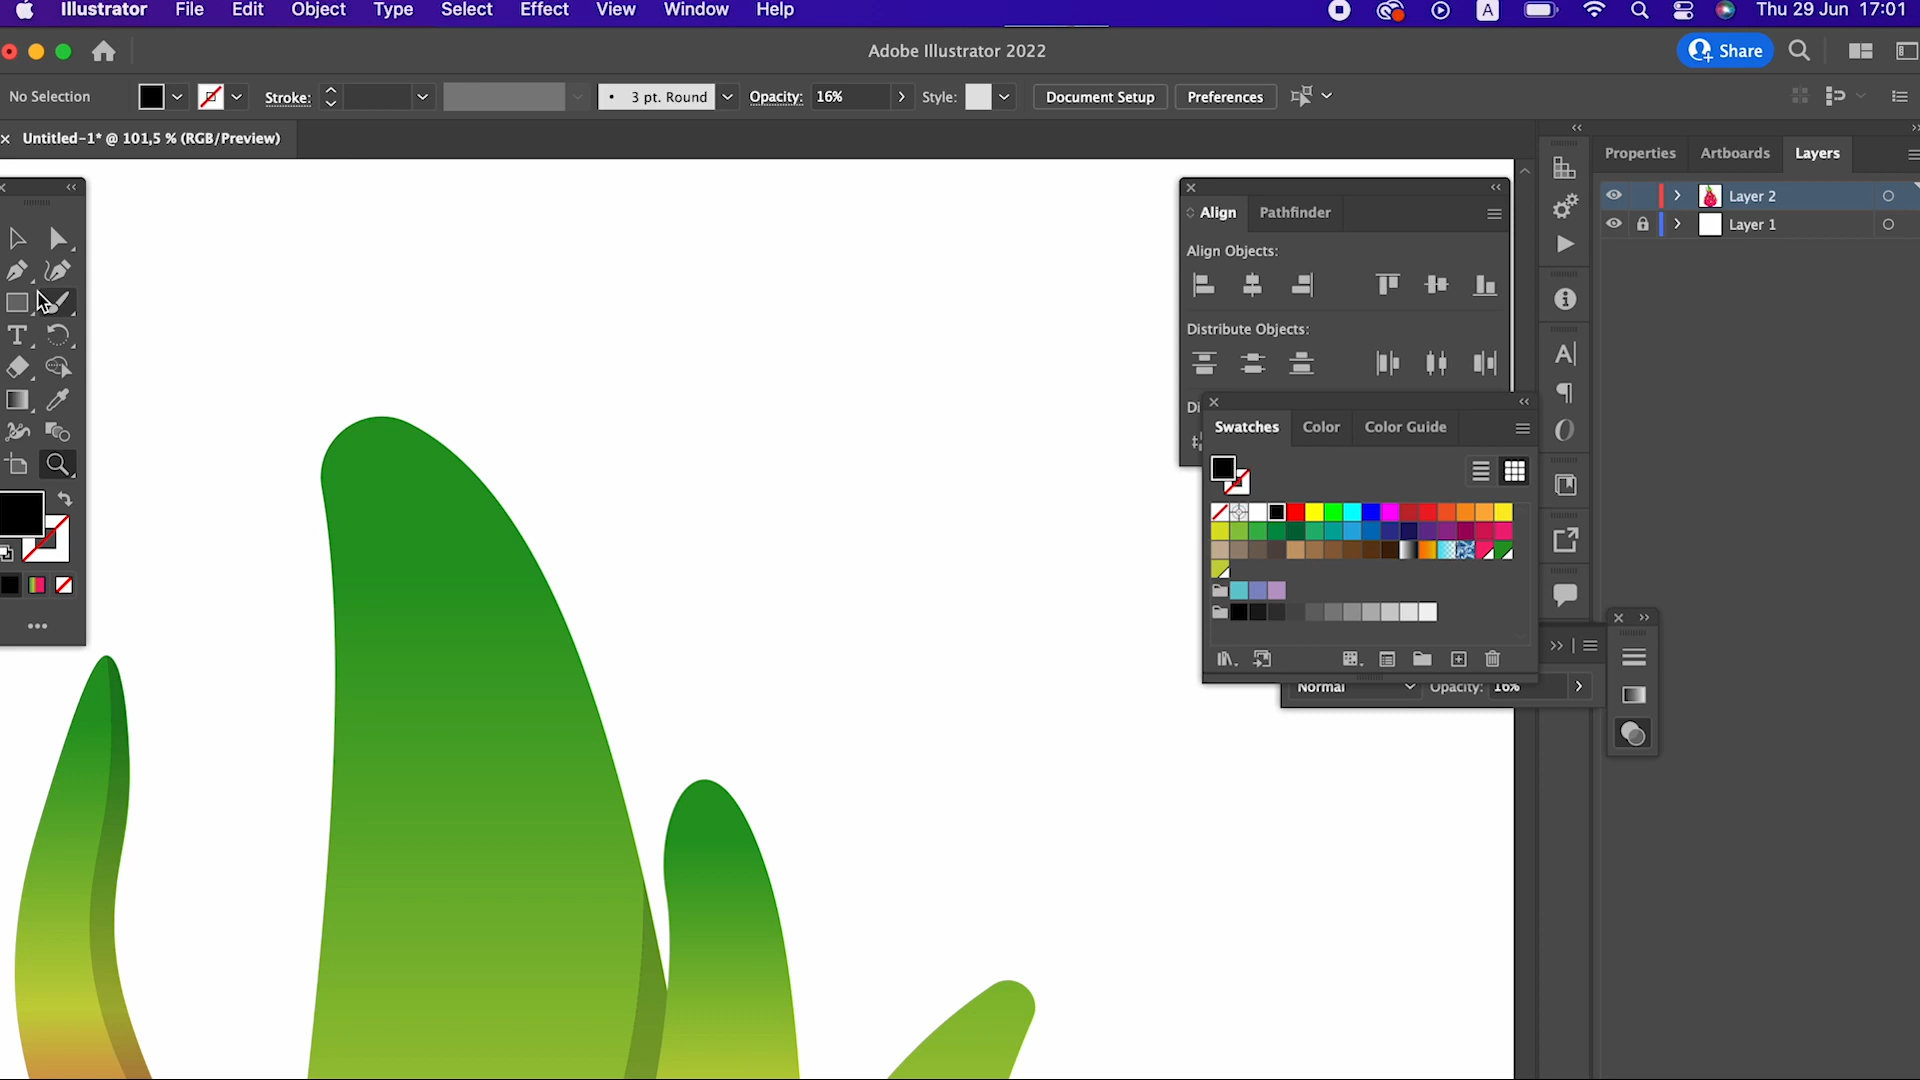 Illustrator File Edit Object Type Select Effect View Window Help A Thu 29 Jun 17:01
Adobe Illustrator 2022 Share
No Selection Stroke: 3 pt. Round Opacity: 16% Style: Document Setup Preferences
Untitled-1* @ 101,5 % (RGB/Preview)
Properties Artboards Layers
Layer 2
Layer 1
Align Pathfinder
Align Objects:
Distribute Objects:
Di
Swatches Color Color Guide
Normal Opacity: 16%